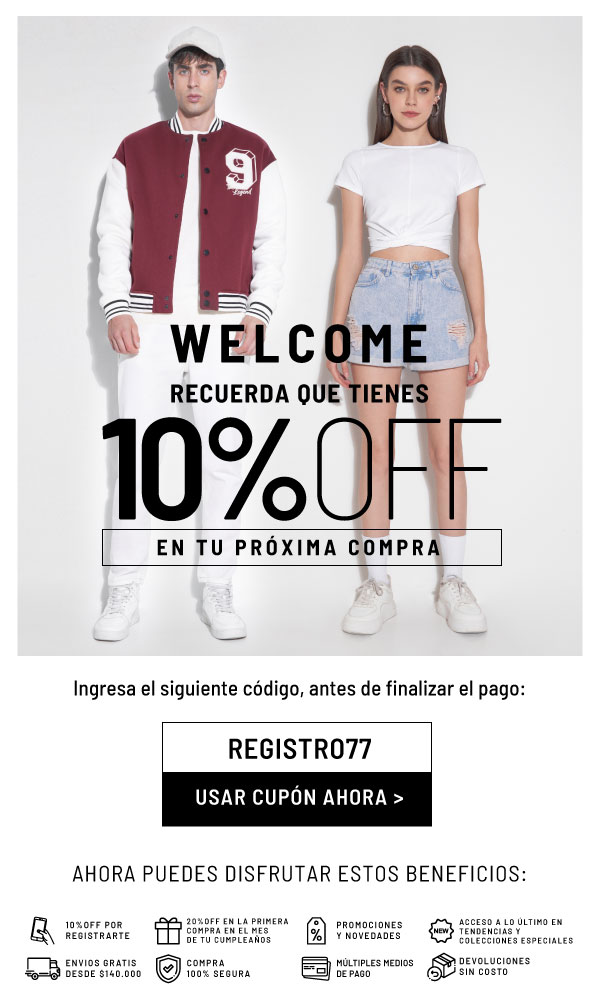 9
Legend
WELCOME
RECUERDA QUE TIENES
10%OFF
EN TU PRÓXIMA COMPRA
Ingresa el siguiente código, antes de finalizar el pago:
REGISTRO77
USAR CUPÓN AHORA >
AHORA PUEDES DISFRUTAR ESTOS BENEFICIOS:
10%OFF POR
REGISTRARTE
20%OFF EN LA PRIMERA
COMPRA EN EL MES
DE TU CUMPLEAÑOS
%
PROMOCIONES
Y NOVEDADES
NEW
ACCESO A LO ÚLTIMO EN
TENDENCIAS Y
COLECCIONES ESPECIALES
ENVIOS GRATIS
DESDE $140.000
COMPRA
100% SEGURA
MÚLTIPLES MEDIOS
DE PAGO
DEVOLUCIONES
SIN COSTO